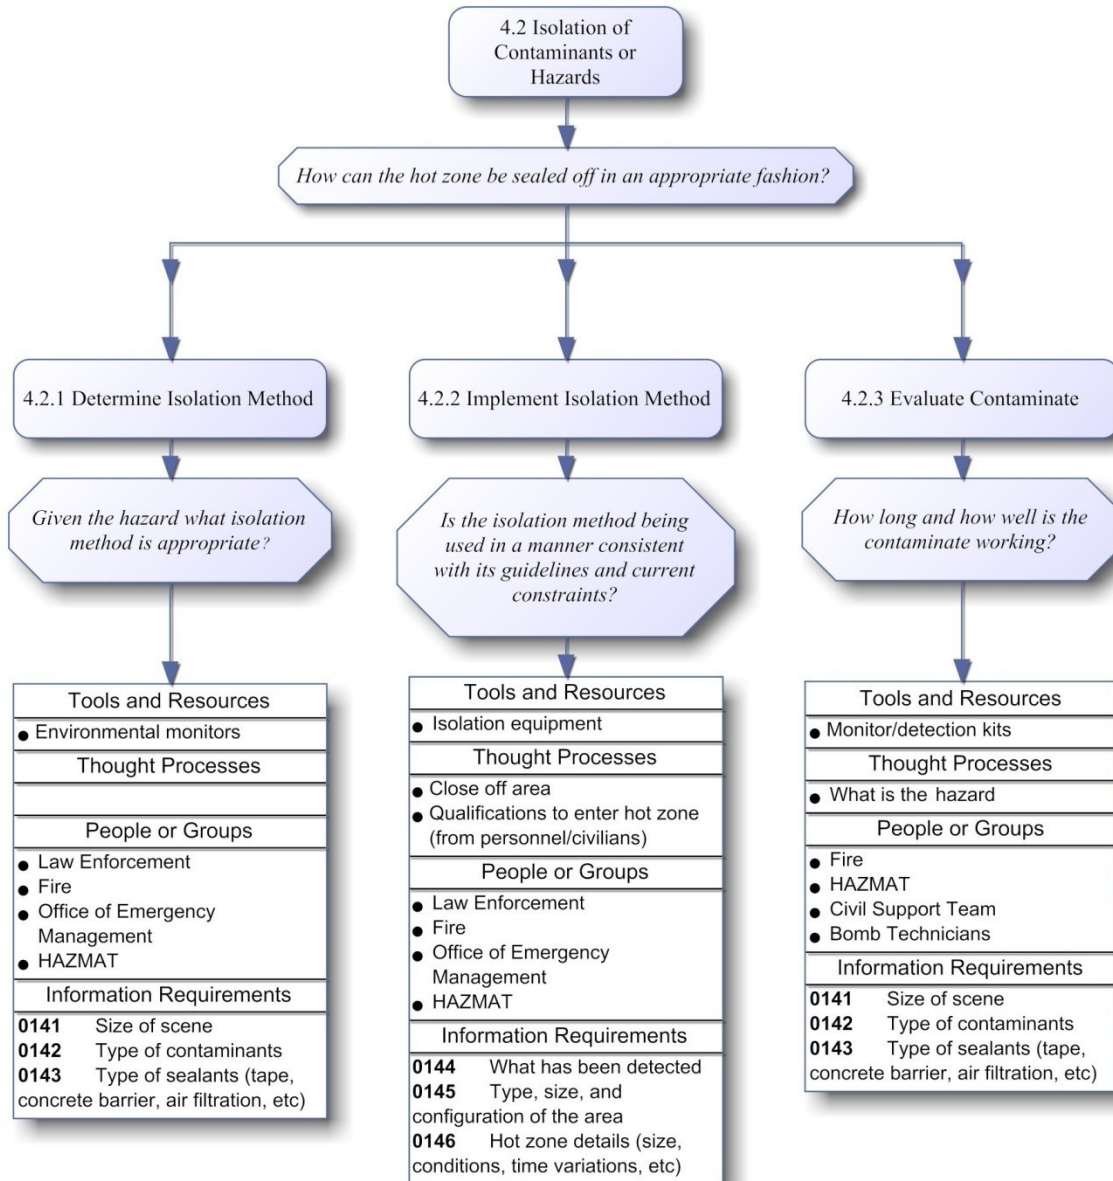 4.2 Isolation of
Contaminants or
Hazards
How can the hot zone be sealed off in an appropriate fashion?
4.2.1 Determine Isolation Method
Given the hazard what isolation
method is appropriate?
Tools and Resources
● Environmental monitors
Thought Processes
People or Groups
● Law Enforcement
● Fire
● Office of Emergency
Management
● HAZMAT
Information Requirements
0141 Size of scene
0142 Type of contaminants
0143 Type of sealants (tape,
concrete barrier, air filtration, etc)
4.2.2 Implement Isolation Method
Is the isolation method being
used in a manner consistent
with its guidelines and current
constraints?
Tools and Resources
● Isolation equipment
Thought Processes
● Close off area
● Qualifications to enter hot zone
(from personnel/civilians)
People or Groups
● Law Enforcement
● Fire
● Office of Emergency
Management
● HAZMAT
Information Requirements
0144 What has been detected
0145 Type, size, and
configuration of the area
0146 Hot zone details (size,
conditions, time variations, etc)
4.2.3 Evaluate Contaminate
How long and how well is the
contaminate working?
Tools and Resources
● Monitor/detection kits
Thought Processes
● What is the hazard
People or Groups
● Fire
● HAZMAT
● Civil Support Team
● Bomb Technicians
Information Requirements
0141 Size of scene
0142 Type of contaminants
0143 Type of sealants (tape,
concrete barrier, air filtration, etc)